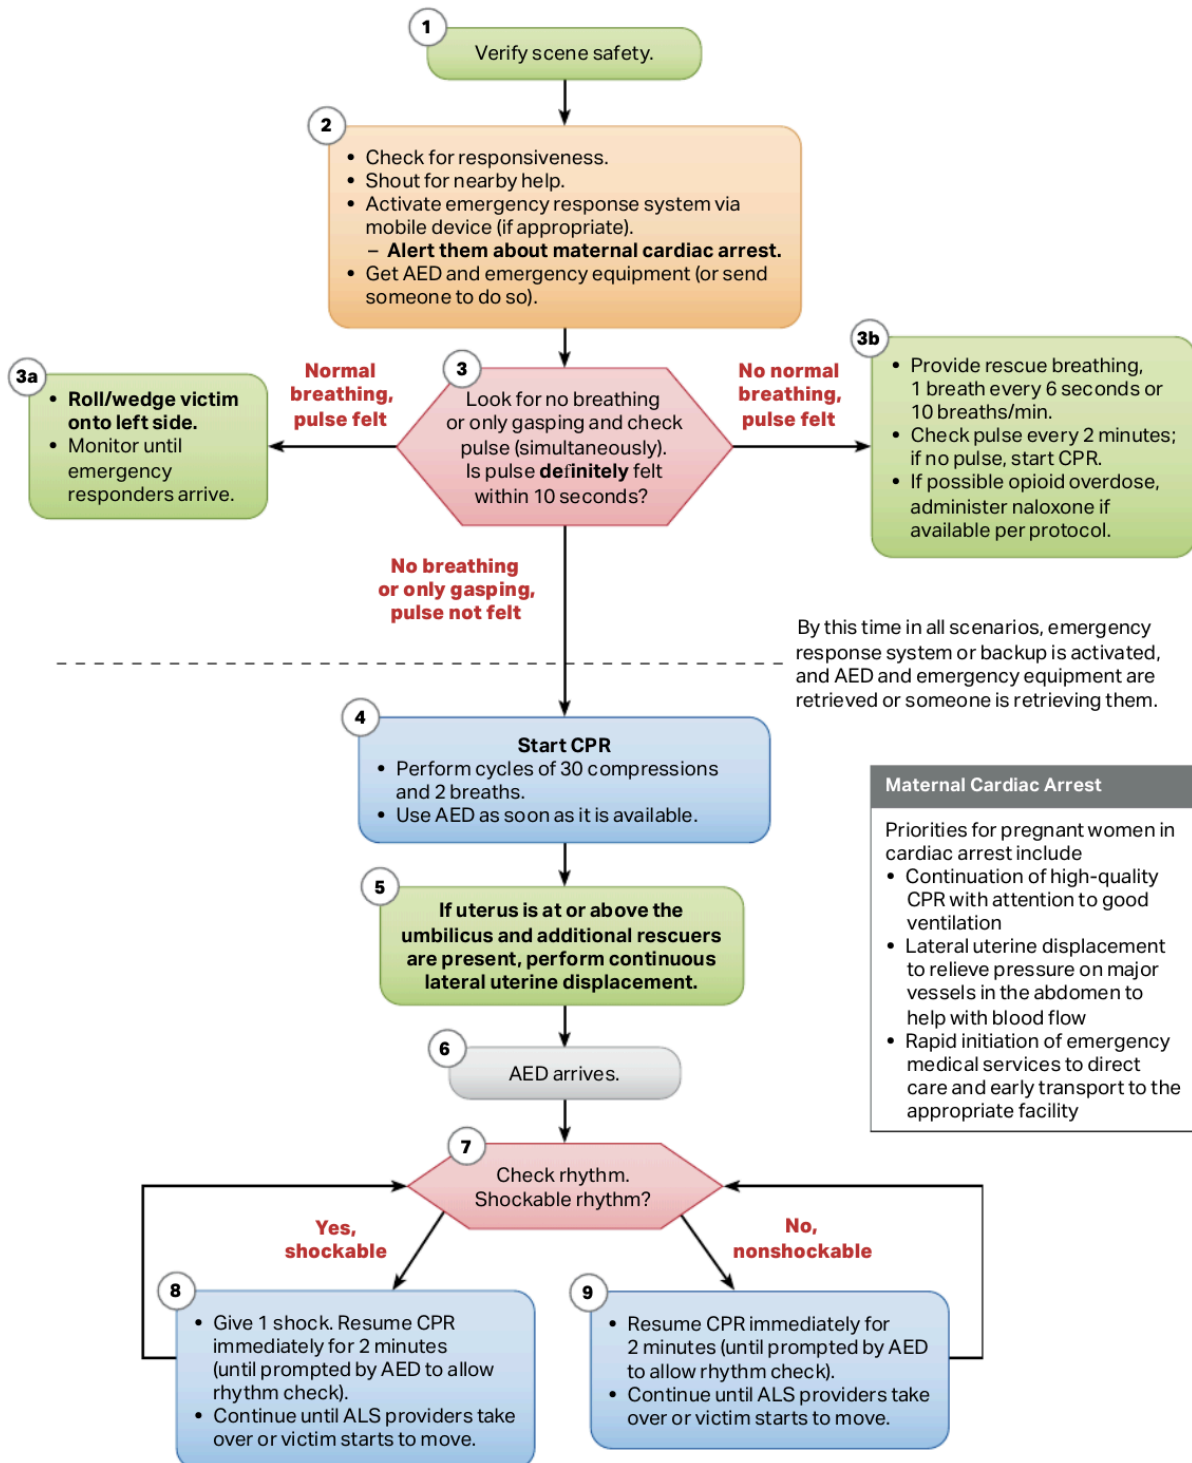 1
Verify scene safety.
2
• Check for responsiveness.
• Shout for nearby help.
• Activate emergency response system via
mobile device (if appropriate).
– Alert them about maternal cardiac arrest.
• Get AED and emergency equipment (or send
someone to do so).
3a
• Roll/wedge victim
onto left side.
• Monitor until
emergency
responders arrive.
Normal
breathing,
pulse felt
3
Look for no breathing
or only gasping and check
pulse (simultaneously).
Is pulse definitely felt
within 10 seconds?
No normal
breathing,
pulse felt
3b
• Provide rescue breathing,
1 breath every 6 seconds or
10 breaths/min.
• Check pulse every 2 minutes;
if no pulse, start CPR.
• If possible opioid overdose,
administer naloxone if
available per protocol.
No breathing
or only gasping,
pulse not felt
By this time in all scenarios, emergency
response system or backup is activated,
and AED and emergency equipment are
retrieved or someone is retrieving them.
4
Start CPR
• Perform cycles of 30 compressions
and 2 breaths.
• Use AED as soon as it is available.
5
If uterus is at or above the
umbilicus and additional rescuers
are present, perform continuous
lateral uterine displacement.
6
AED arrives.
Maternal Cardiac Arrest
Priorities for pregnant women in
cardiac arrest include
• Continuation of high-quality
CPR with attention to good
ventilation
• Lateral uterine displacement
to relieve pressure on major
vessels in the abdomen to
help with blood flow
• Rapid initiation of emergency
medical services to direct
care and early transport to the
appropriate facility
7
Check rhythm.
Shockable rhythm?
Yes,
shockable
No,
nonshockable
8
• Give 1 shock. Resume CPR
immediately for 2 minutes
(until prompted by AED to allow
rhythm check).
• Continue until ALS providers take
over or victim starts to move.
9
• Resume CPR immediately for
2 minutes (until prompted by AED
to allow rhythm check).
• Continue until ALS providers take
over or victim starts to move.